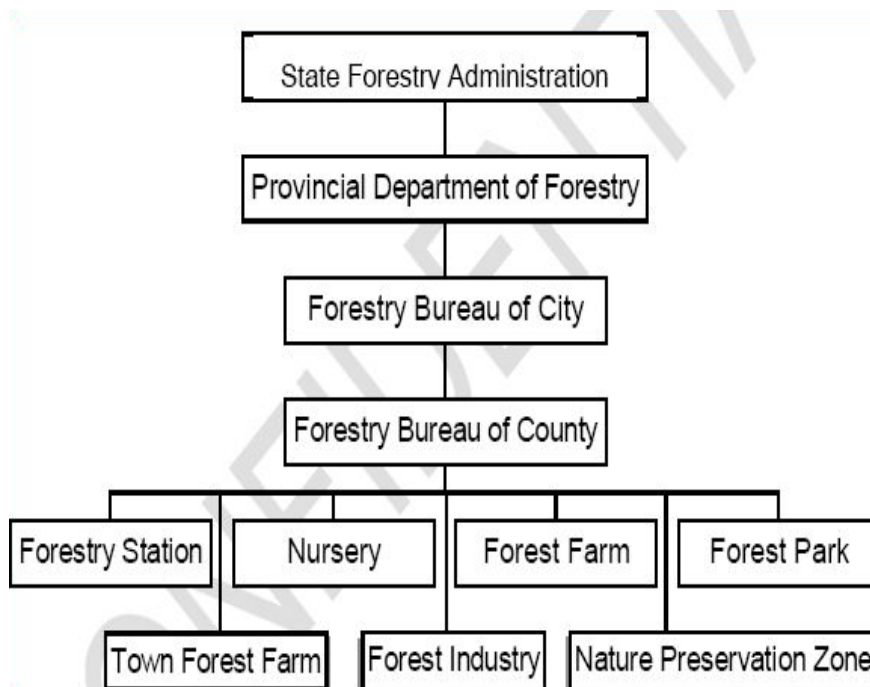 State Forestry Administration
Provincial Department of Forestry
Forestry Bureau of City
Forestry Bureau of County
Forestry Station
Nursery
Forest Farm
Forest Park
Town Forest Farm
Forest Industry
Nature Preservation Zone